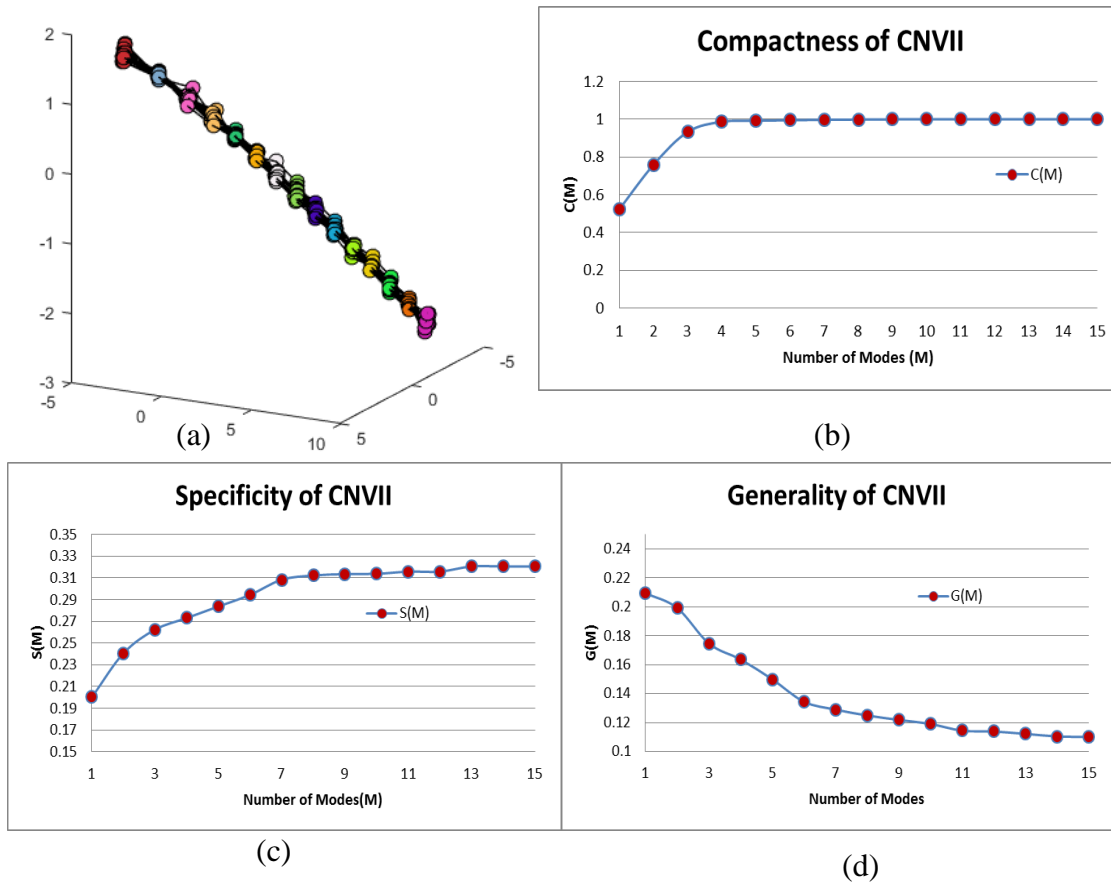 2
1
0
-1
-2
-3
-5
0
5
10
5
0
-5
(a)
Compactness of CNVII
1.2
1
0.8
0.6
0.4
0.2
0
C(M)
C(M)
1 2 3 4 5 6 7 8 9 10 11 12 13 14 15
Number of Modes (M)
(b)
Specificity of CNVII
0.35
0.33
0.31
0.29
0.27
0.25
0.23
0.21
0.19
0.17
0.15
S(M)
S(M)
1 3 5 7 9 11 13 15
Number of Modes(M)
(c)
Generality of CNVII
0.24
0.22
0.2
0.18
0.16
0.14
0.12
0.1
G(M)
G(M)
1 3 5 7 9 11 13 15
Number of Modes
(d)